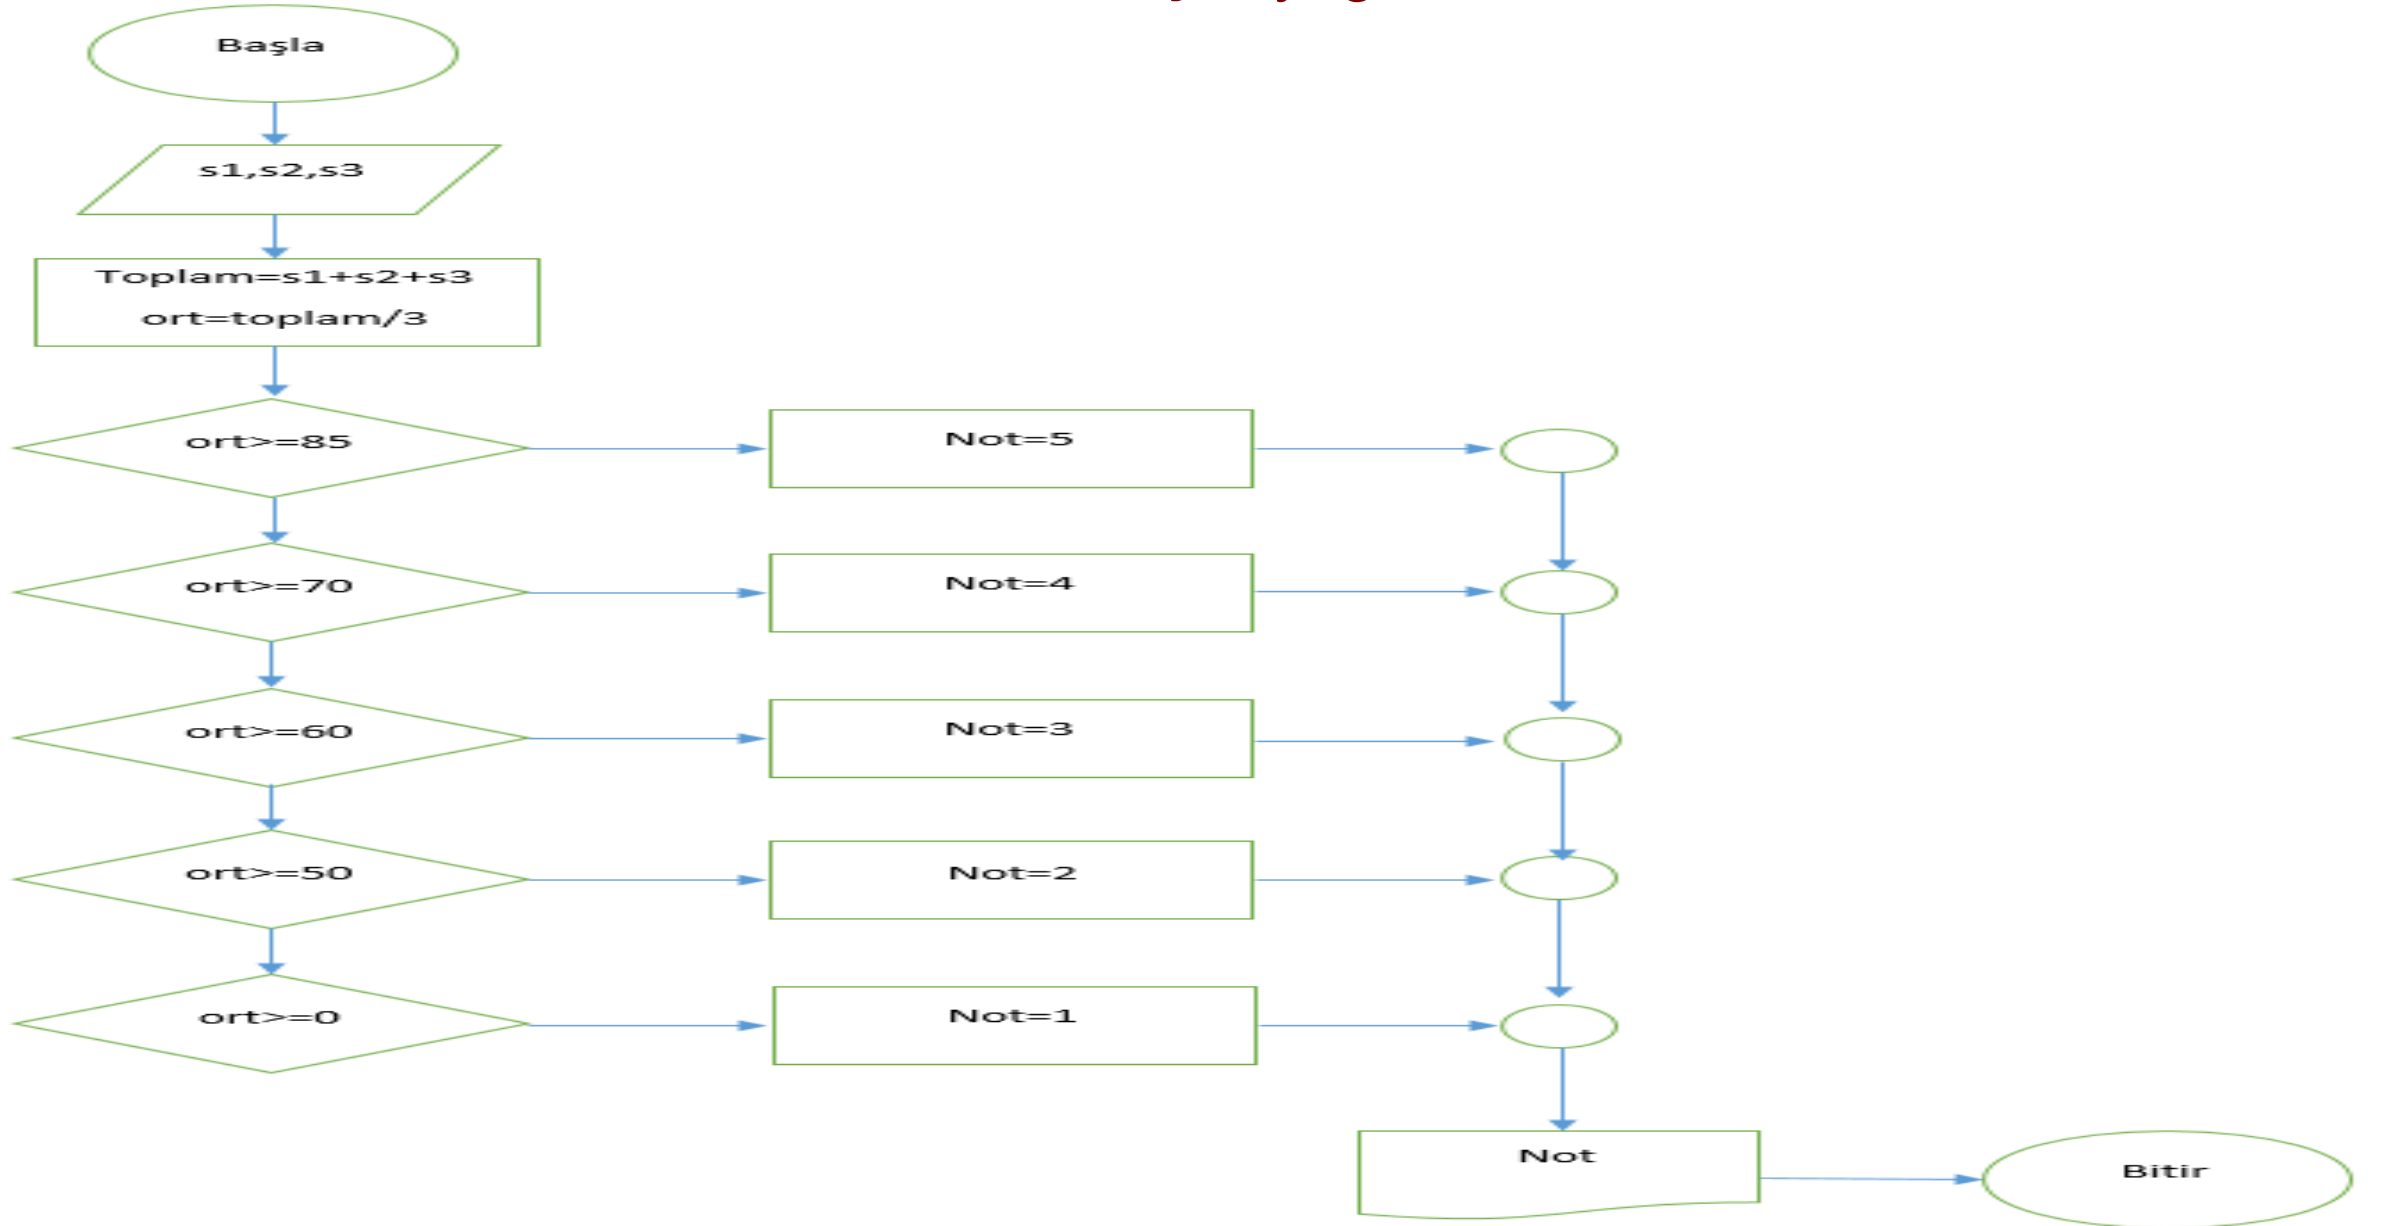 Başla
s1,s2,s3
Toplam=s1+s2+s3
ort=toplam/3
ort>=85
Not=5
ort>=70
Not=4
ort>=60
Not=3
ort>=50
Not=2
ort>=0
Not=1
Not
Bitir